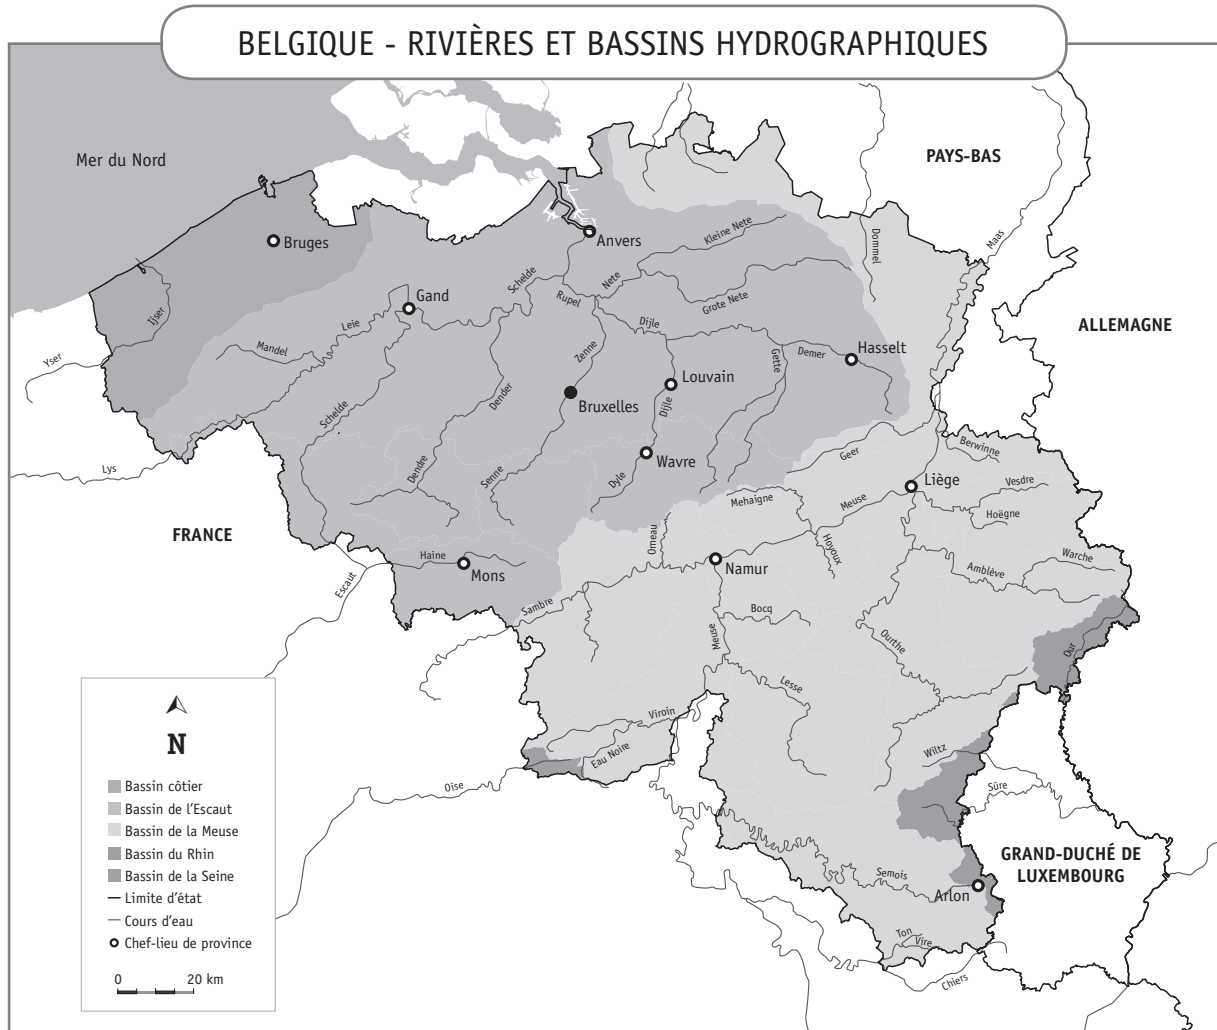 BELGIQUE - RIVIÈRES ET BASSINS HYDROGRAPHIQUES
Mer du Nord
PAYS-BAS
Bruges
Anvers
Kleine Nete
Dommel
Maas
Schelde
Nete
Gand
Rupel
Grote Nete
Ijser
Leie
Dijle
ALLEMAGNE
Yser
Mandel
Zenne
Gette
Demer
Hasselt
Louvain
Schelde
Dender
Bruxelles
Dijle
Berwinne
Geer
Wavre
Lys
Dendre
Senne
Dyle
Liège
Vesdre
Mehaigne
Meuse
Hoëgne
FRANCE
Orneau
Hoyoux
Haine
Warche
Mons
Namur
Amblève
Escaut
Sambre
Bocq
Meuse
Ourthe
Our
Lesse
Viroin
N
Eau Noire
Wiltz
Oise
Sûre
Bassin côtier
Bassin de l'Escaut
Bassin de la Meuse
Bassin du Rhin
Bassin de la Seine
Limite d'état
Cours d'eau
Chef-lieu de province
0 20 km
GRAND-DUCHÉ DE
LUXEMBOURG
Semois
Arlon
Ton
Vire
Chiers